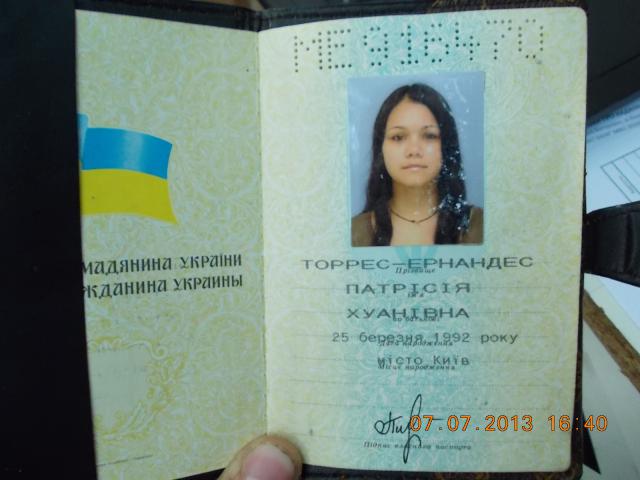 МАДЯНИНА УКРАЇНИ
ЖДАНИНА УКРАИНЫ
ТОРРЕС-ЕРНАНДЕС
Прізвище
ПАТРІСІЯ
Ім'я
ХУАНІВНА
по батькові
25 березня 1992 року
Дата народження
місто Київ
Місце народження
Підпис власника паспорта
07.07.2013 16:40